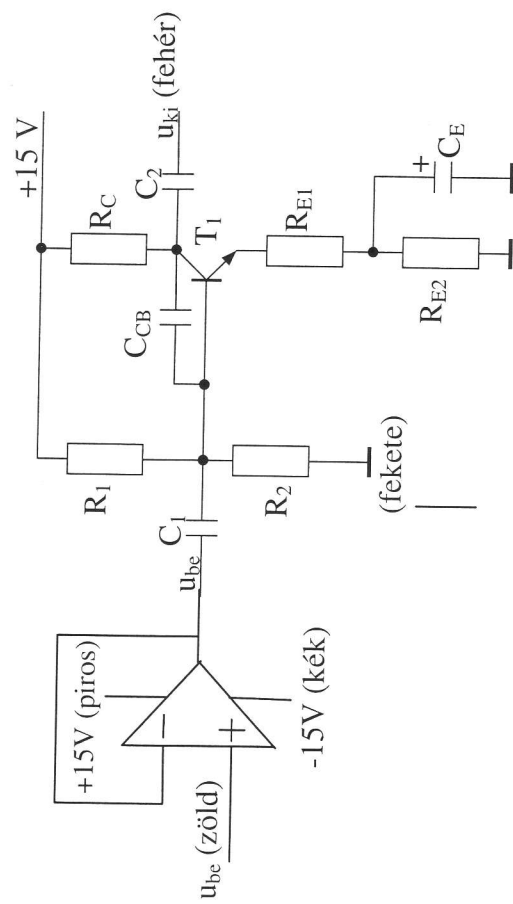 +15 V
R_C
C_2
u_ki (fehér)
C_CB
T_1
R_1
R_E1
+
C_E
R_E2
C_1
u_be
R_2
(fekete)
+15V (piros)
−
+
-15V (kék)
u_be (zöld)